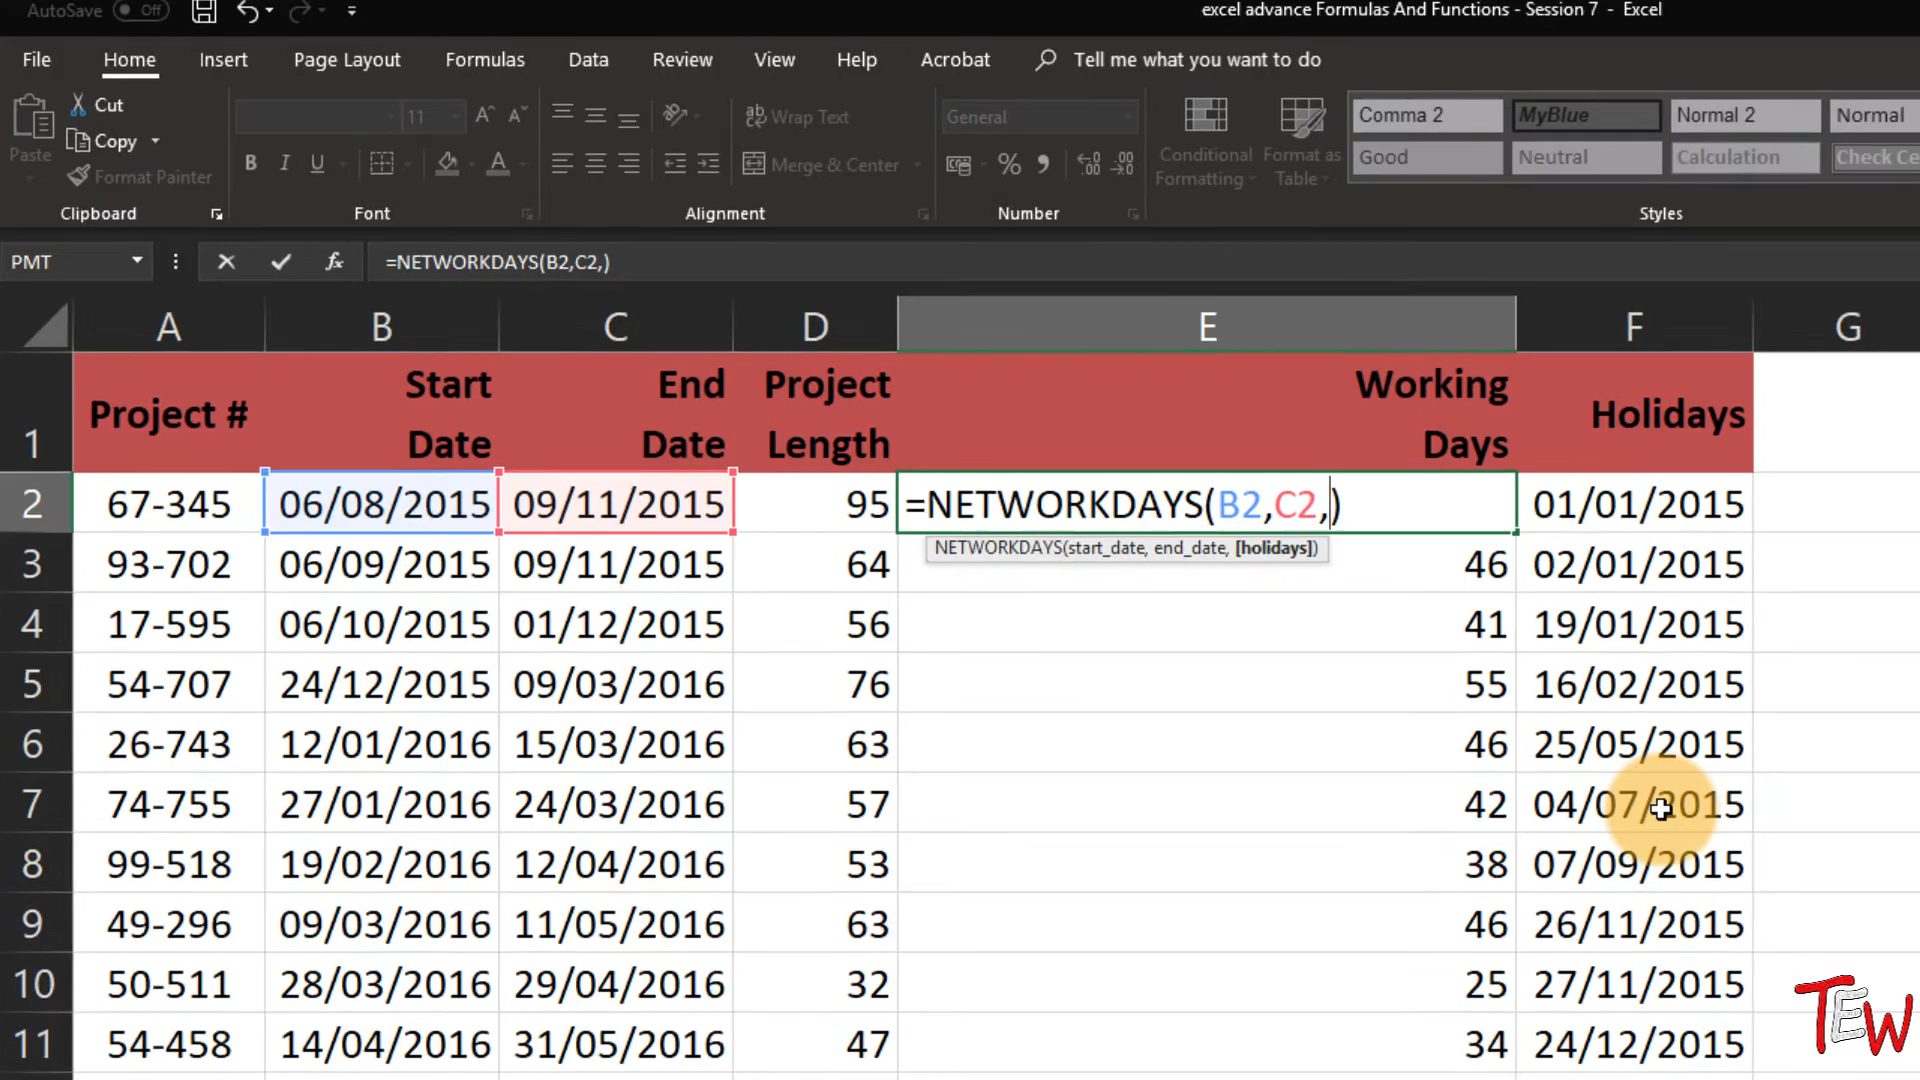 AutoSave Off
excel advance Formulas And Functions - Session 7 - Excel
File Home Insert Page Layout Formulas Data Review View Help Acrobat Tell me what you want to do
Paste
Cut
Copy
Format Painter
Clipboard
11
B I U
Font
Wrap Text
Merge & Center
Alignment
General
Number
Conditional
Formatting
Format as
Table
Comma 2 MyBlue Normal 2 Normal
Good Neutral Calculation Check Ce
Styles
PMT
fx
=NETWORKDAYS(B2,C2,)
A B C D E F G
1 Project # Start Date End Date Project Length Working Days Holidays
2 67-345 06/08/2015 09/11/2015 95 =NETWORKDAYS(B2,C2,) 01/01/2015
NETWORKDAYS(start_date, end_date, [holidays])
3 93-702 06/09/2015 09/11/2015 64 46 02/01/2015
4 17-595 06/10/2015 01/12/2015 56 41 19/01/2015
5 54-707 24/12/2015 09/03/2016 76 55 16/02/2015
6 26-743 12/01/2016 15/03/2016 63 46 25/05/2015
7 74-755 27/01/2016 24/03/2016 57 42 04/07/2015
8 99-518 19/02/2016 12/04/2016 53 38 07/09/2015
9 49-296 09/03/2016 11/05/2016 63 46 26/11/2015
10 50-511 28/03/2016 29/04/2016 32 25 27/11/2015
11 54-458 14/04/2016 31/05/2016 47 34 24/12/2015
TEW